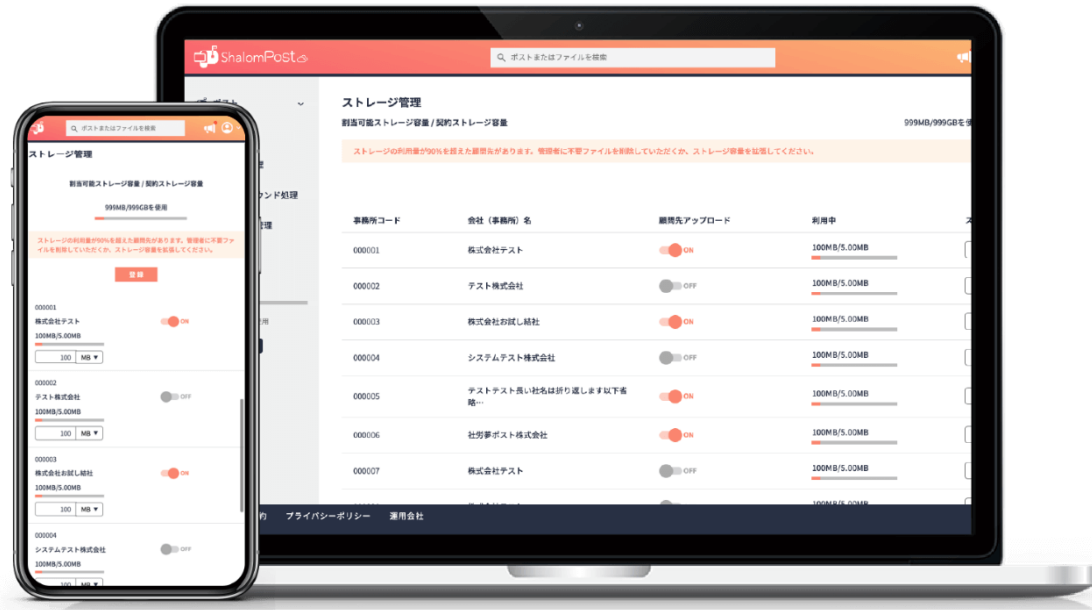 ShalomPost
ポストまたはファイルを検索
ストレージ管理
割当可能ストレージ容量 / 契約ストレージ容量
999MB/999GBを使
ストレージの利用量が90%を超えた顧問先があります。管理者に不要ファイルを削除していただくか、ストレージ容量を拡張してください。
ウンド処理
事務所コード 会社（事務所）名 顧問先アップロード 利用中
000001 株式会社テスト ON 100MB/5.00MB
000002 テスト株式会社 OFF 100MB/5.00MB
000003 株式会社お試し結社 ON 100MB/5.00MB
000004 システムテスト株式会社 OFF 100MB/5.00MB
000005 テストテスト長い社名は折り返します以下省
略… ON 100MB/5.00MB
000006 社労夢ポスト株式会社 ON 100MB/5.00MB
000007 株式会社テスト OFF 100MB/5.00MB
約 プライバシーポリシー 運用会社
ポストまたはファイルを検索
ストレージ管理
割当可能ストレージ容量 / 契約ストレージ容量
999MB/999GBを使用
ストレージの利用量が90%を超えた顧問先があります。管理者に不要ファ
イルを削除していただくか、ストレージ容量を拡張してください。
登録
000001
株式会社テスト ON
100MB/5.00MB
100 MB ▼
000002
テスト株式会社 OFF
100MB/5.00MB
100 MB ▼
000003
株式会社お試し結社 ON
100MB/5.00MB
100 MB ▼
000004
システムテスト株式会社 OFF
100MB/5.00MB
100 MB ▼